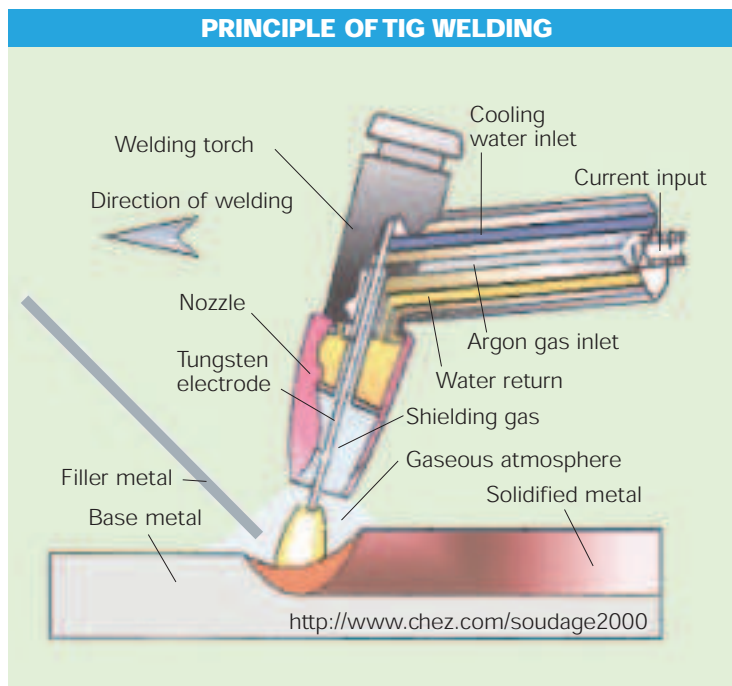 PRINCIPLE OF TIG WELDING
Cooling
water inlet
Welding torch
Current input
Direction of welding
Nozzle
Argon gas inlet
Tungsten
electrode
Water return
Shielding gas
Gaseous atmosphere
Filler metal
Solidified metal
Base metal
http://www.chez.com/soudage2000